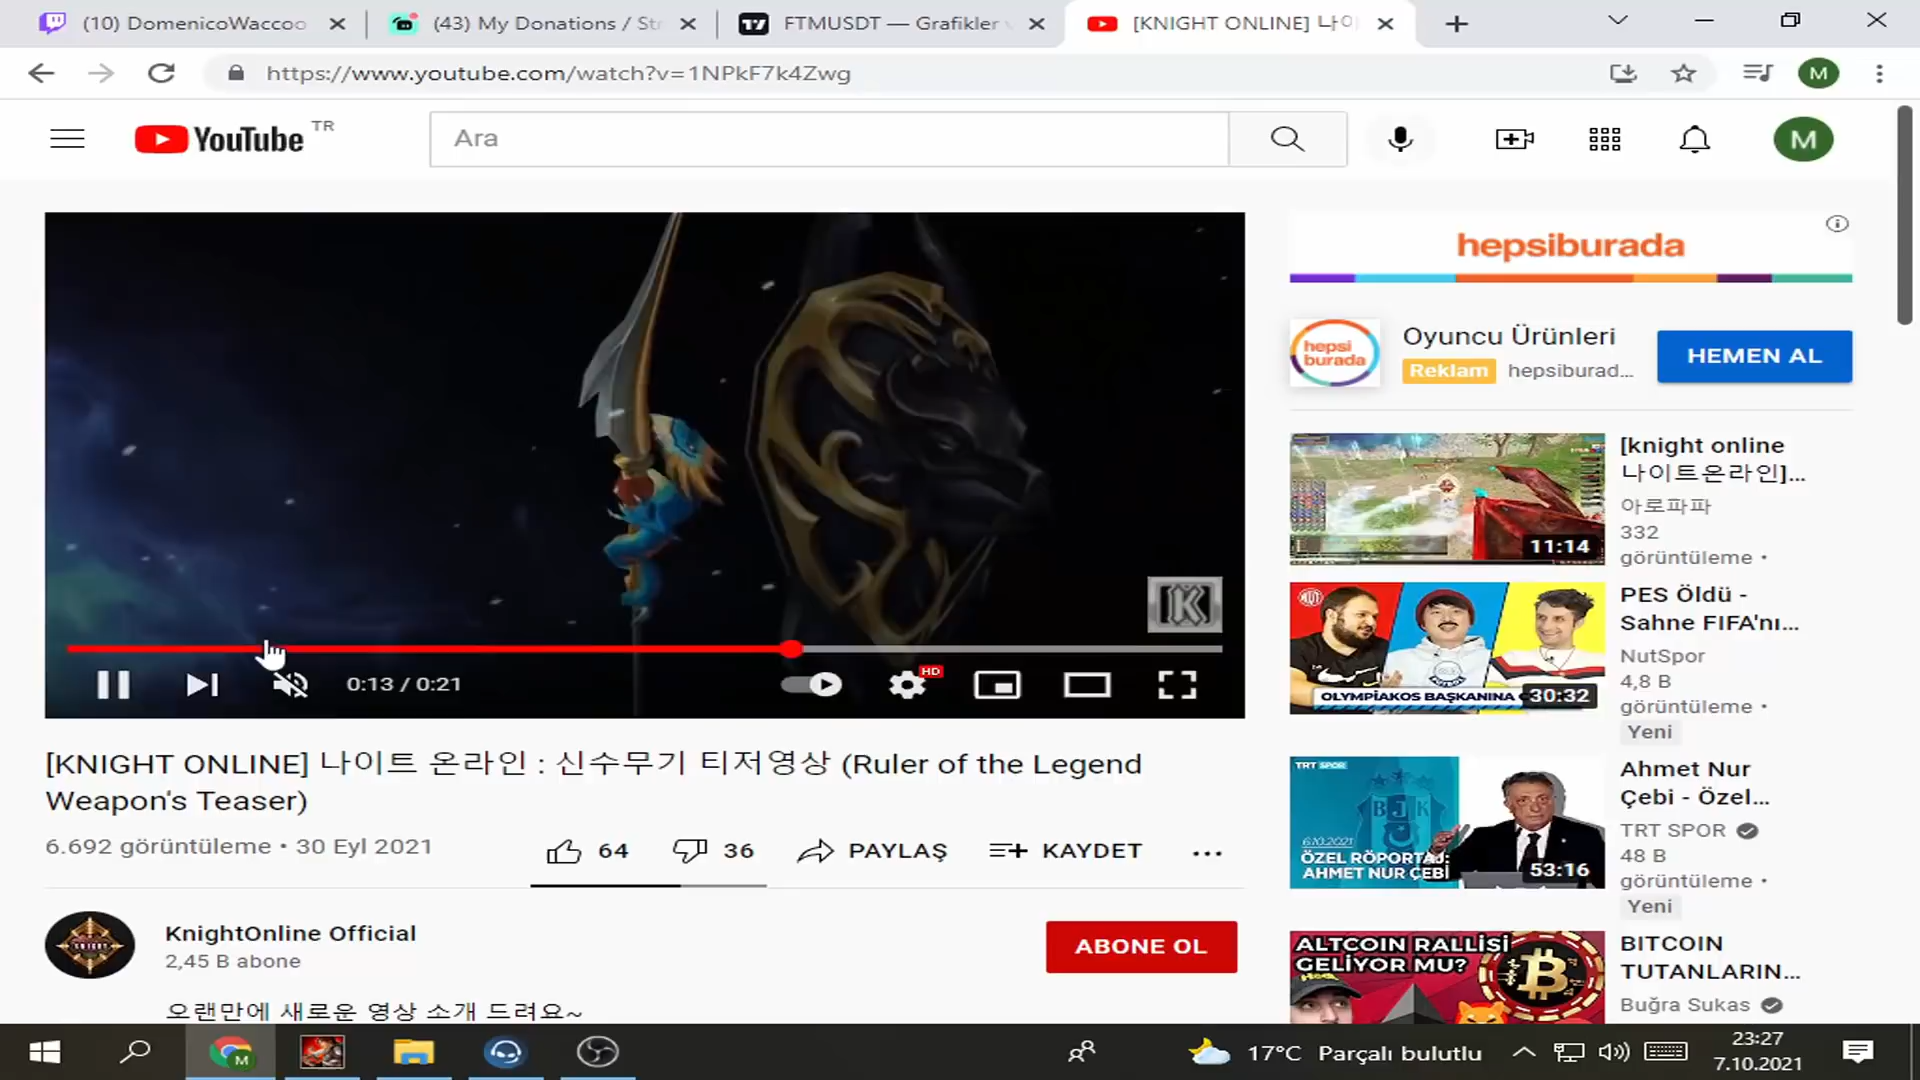 (10) DomenicoWaccoo
(43) My Donations / Str
FTMUSDT — Grafikler
[KNIGHT ONLINE] 나이
https://www.youtube.com/watch?v=1NPkF7k4Zwg
M
YouTube TR
Ara
M
0:13 / 0:21
HD
[KNIGHT ONLINE] 나이트 온라인 : 신수무기 티저영상 (Ruler of the Legend
Weapon's Teaser)
6.692 görüntüleme • 30 Eyl 2021
64
36
PAYLAŞ
KAYDET
KnightOnline Official
2,45 B abone
ABONE OL
오랜만에 새로운 영상 소개 드려요~
hepsiburada
hepsi
burada
Oyuncu Ürünleri
Reklam hepsiburad...
HEMEN AL
11:14
[knight online
나이트온라인]...
아로파파
332
görüntüleme •
OLYMPİAKOS BAŞKANINA
30:32
PES Öldü -
Sahne FIFA'nı...
NutSpor
4,8 B
görüntüleme •
Yeni
TRT SPOR
BJK
6.10.2021
ÖZEL RÖPORTAJ:
AHMET NUR ÇEBİ
53:16
Ahmet Nur
Çebi - Özel...
TRT SPOR
48 B
görüntüleme •
Yeni
ALTCOIN RALLİSİ
GELİYOR MU?
BITCOIN
TUTANLARIN...
Buğra Sukas
M
17°C Parçalı bulutlu
23:27
7.10.2021